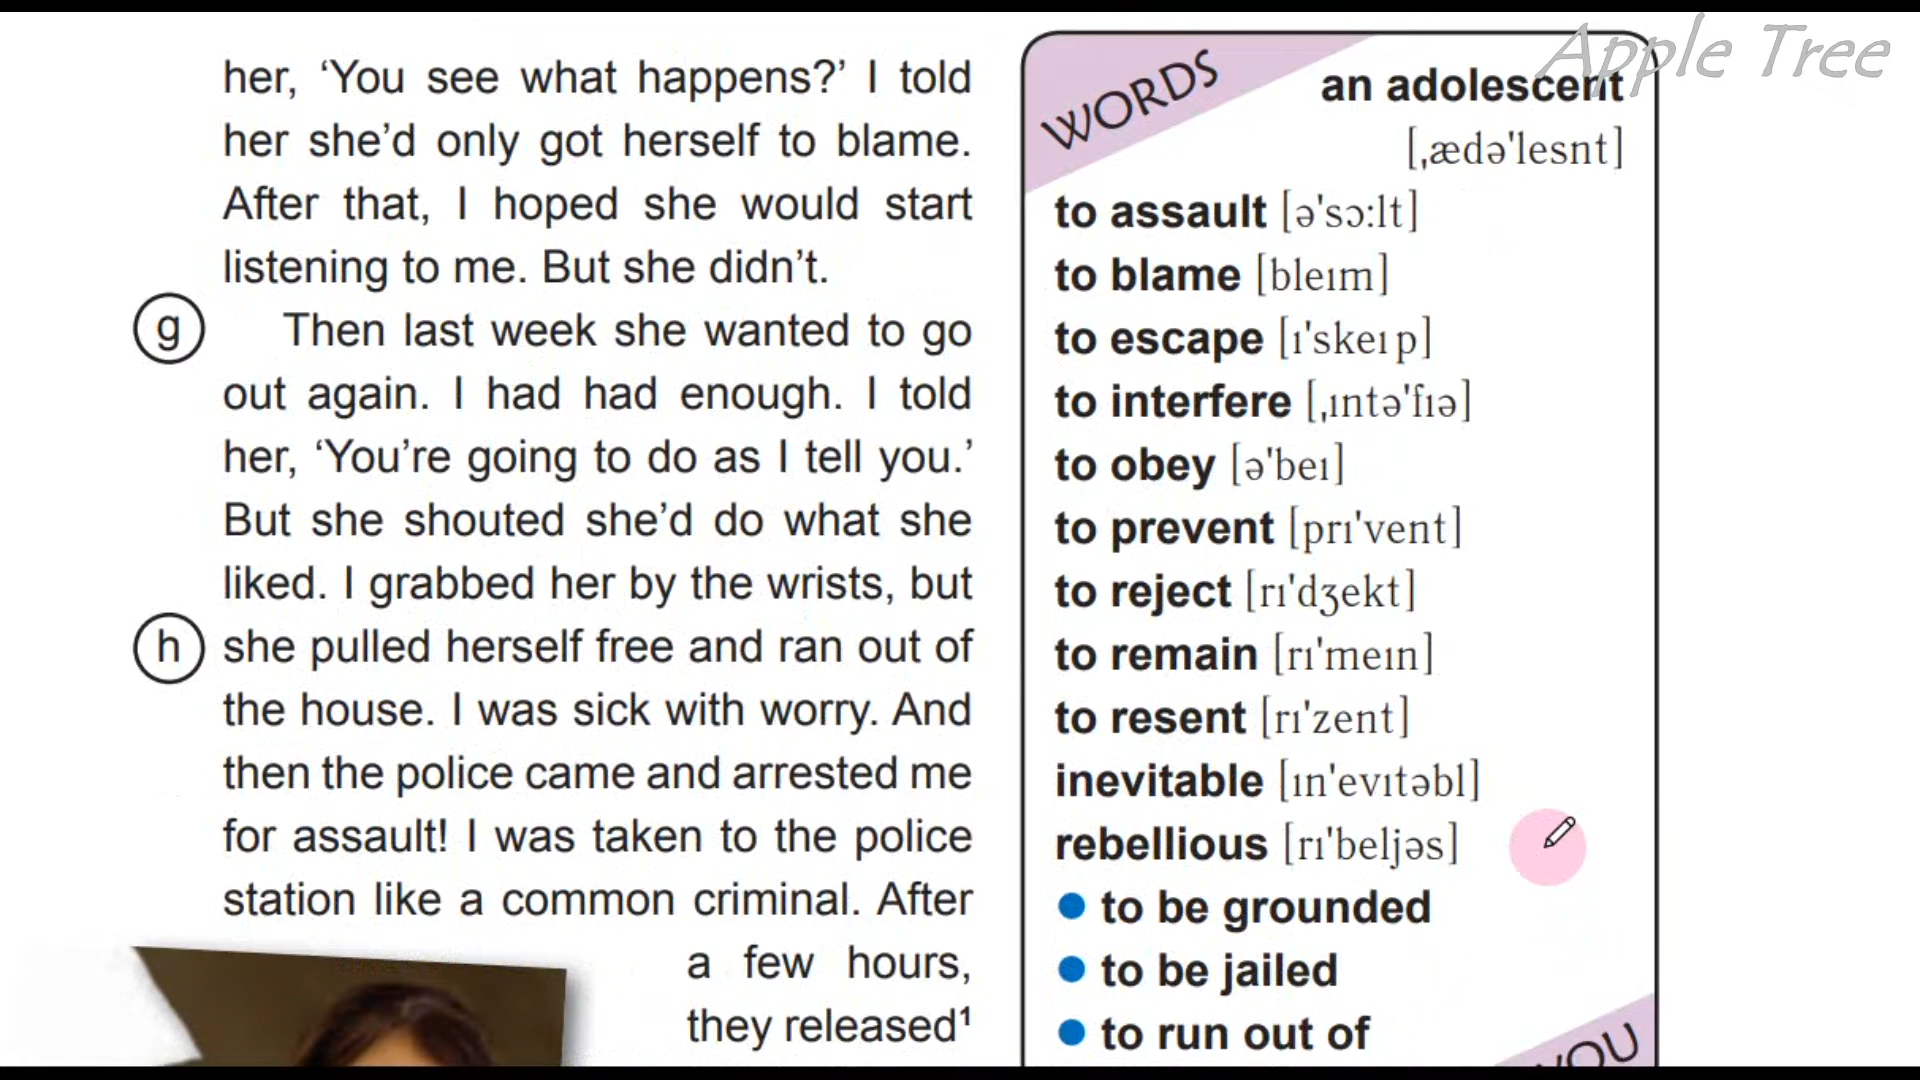 her, ‘You see what happens?’ I told
her she’d only got herself to blame.
After that, I hoped she would start
listening to me. But she didn’t.
g
Then last week she wanted to go
out again. I had had enough. I told
her, ‘You’re going to do as I tell you.’
But she shouted she’d do what she
liked. I grabbed her by the wrists, but
h
she pulled herself free and ran out of
the house. I was sick with worry. And
then the police came and arrested me
for assault! I was taken to the police
station like a common criminal. After
a few hours,
they released¹
Apple Tree
WORDS
an adolescent
[ˌædə'lesnt]
to assault [ə'sɔ:lt]
to blame [bleɪm]
to escape [ɪ'skeɪp]
to interfere [ˌɪntə'fɪə]
to obey [ə'beɪ]
to prevent [prɪ'vent]
to reject [rɪ'dʒekt]
to remain [rɪ'meɪn]
to resent [rɪ'zent]
inevitable [ɪn'evɪtəbl]
rebellious [rɪ'beljəs]
• to be grounded
• to be jailed
• to run out of
YOU